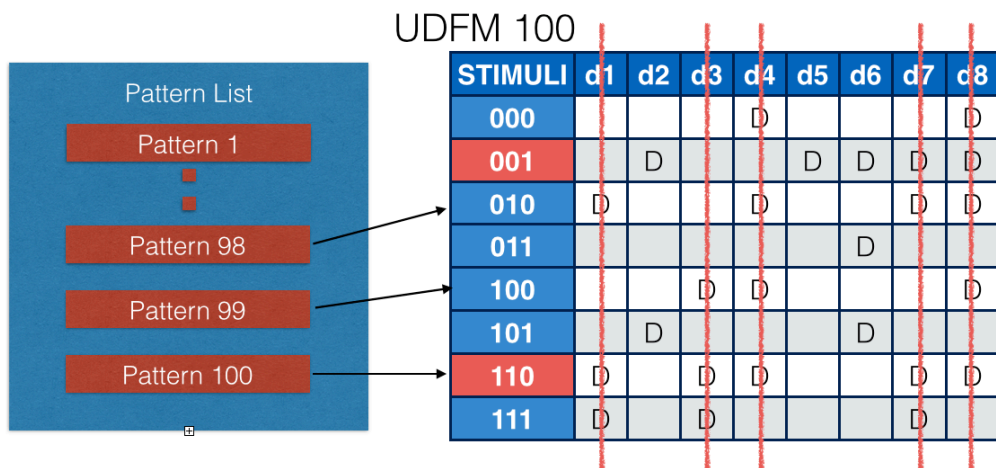 UDFM 100
Pattern List
Pattern 1
Pattern 98
Pattern 99
Pattern 100
STIMULI d1 d2 d3 d4 d5 d6 d7 d8
000 D D
001 D D D D D
010 D D D D
011 D
100 D D D
101 D D
110 D D D D D
111 D D D